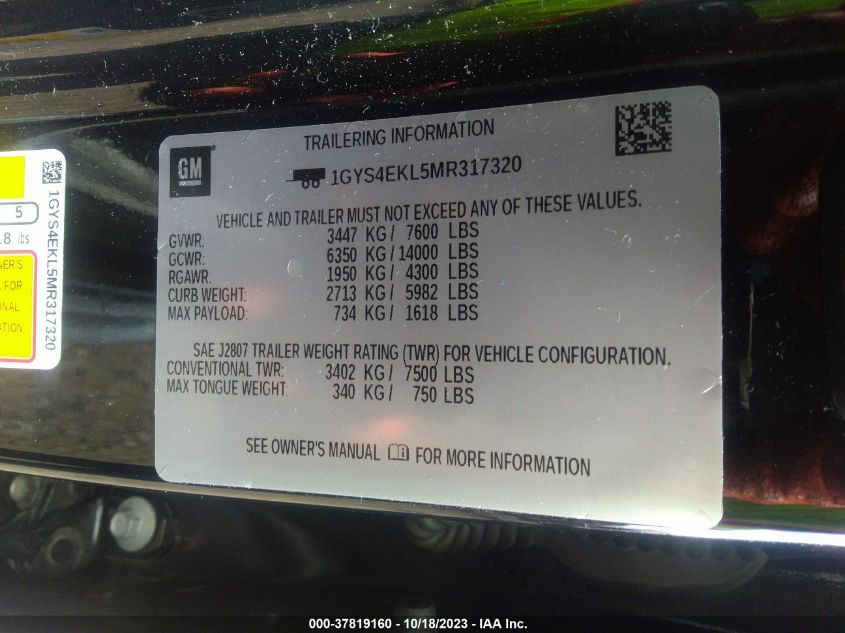 TRAILERING INFORMATION
GM®
1GYS4EKL5MR317320
VEHICLE AND TRAILER MUST NOT EXCEED ANY OF THESE VALUES.
GVWR: 3447 KG / 7600 LBS
GCWR: 6350 KG / 14000 LBS
RGAWR: 1950 KG / 4300 LBS
CURB WEIGHT: 2713 KG / 5982 LBS
MAX PAYLOAD: 734 KG / 1618 LBS
SAE J2807 TRAILER WEIGHT RATING (TWR) FOR VEHICLE CONFIGURATION.
CONVENTIONAL TWR: 3402 KG / 7500 LBS
MAX TONGUE WEIGHT: 340 KG / 750 LBS
SEE OWNER'S MANUAL FOR MORE INFORMATION
5
8 lbs
1GYS4EKL5MR317320
000-37819160 - 10/18/2023 - IAA Inc.